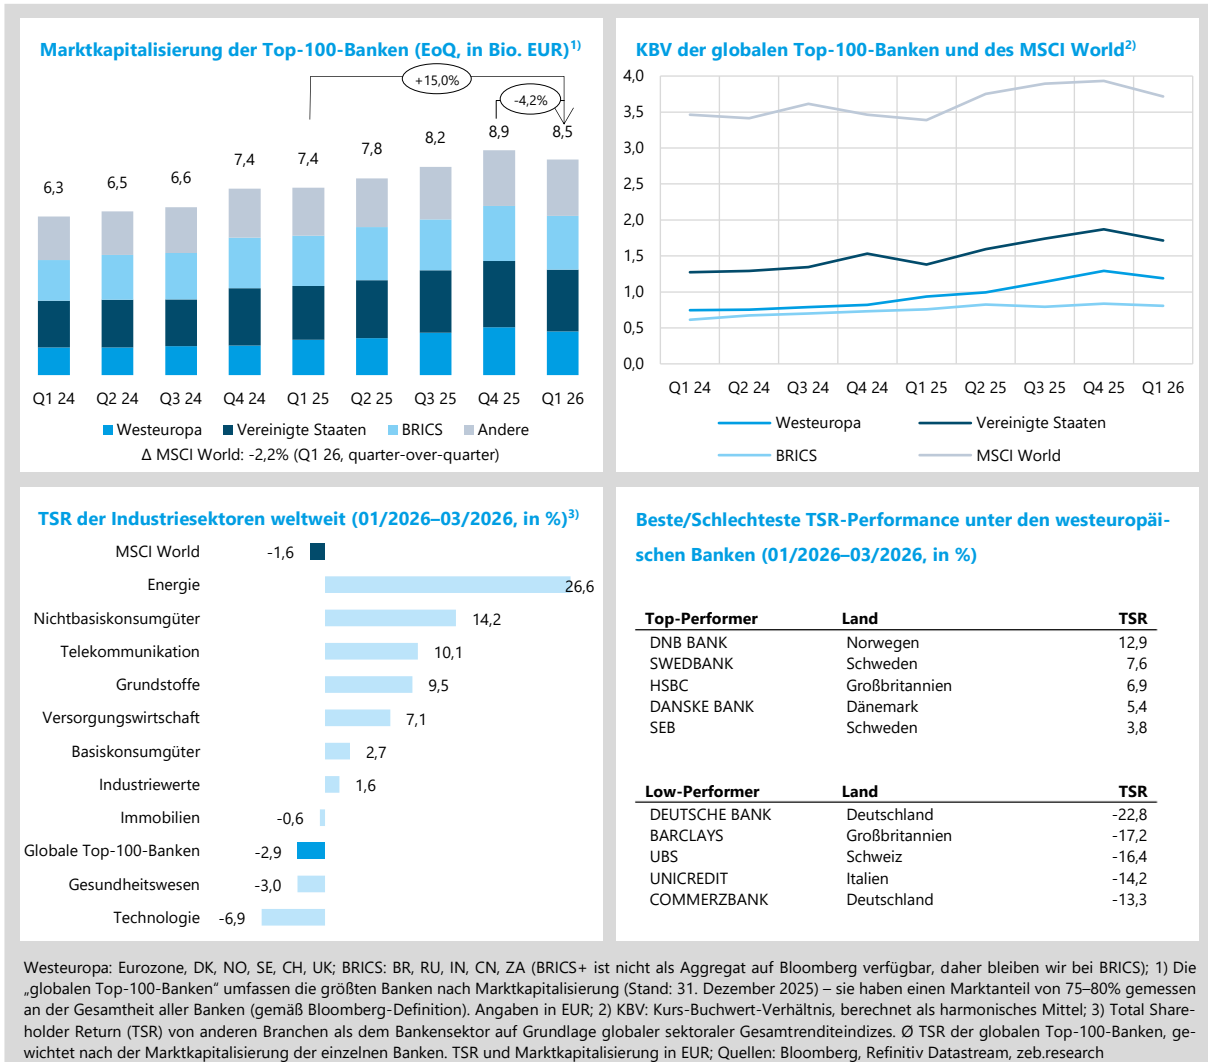 Marktkapitalisierung der Top-100-Banken (EoQ, in Bio. EUR)1)
+15,0%
-4,2%
6,3
6,5
6,6
7,4
7,4
7,8
8,2
8,9
8,5
Q1 24
Q2 24
Q3 24
Q4 24
Q1 25
Q2 25
Q3 25
Q4 25
Q1 26
Westeuropa
Vereinigte Staaten
BRICS
Andere
Δ MSCI World: -2,2% (Q1 26, quarter-over-quarter)
KBV der globalen Top-100-Banken und des MSCI World2)
4,0
3,5
3,0
2,5
2,0
1,5
1,0
0,5
0,0
Q1 24
Q2 24
Q3 24
Q4 24
Q1 25
Q2 25
Q3 25
Q4 25
Q1 26
Westeuropa
Vereinigte Staaten
BRICS
MSCI World
TSR der Industriesektoren weltweit (01/2026–03/2026, in %)3)
MSCI World -1,6
Energie 26,6
Nichtbasiskonsumgüter 14,2
Telekommunikation 10,1
Grundstoffe 9,5
Versorgungswirtschaft 7,1
Basiskonsumgüter 2,7
Industriewerte 1,6
Immobilien -0,6
Globale Top-100-Banken -2,9
Gesundheitswesen -3,0
Technologie -6,9
Beste/Schlechteste TSR-Performance unter den westeuropäi-
schen Banken (01/2026–03/2026, in %)
Top-Performer Land TSR
DNB BANK Norwegen 12,9
SWEDBANK Schweden 7,6
HSBC Großbritannien 6,9
DANSKE BANK Dänemark 5,4
SEB Schweden 3,8
Low-Performer Land TSR
DEUTSCHE BANK Deutschland -22,8
BARCLAYS Großbritannien -17,2
UBS Schweiz -16,4
UNICREDIT Italien -14,2
COMMERZBANK Deutschland -13,3
Westeuropa: Eurozone, DK, NO, SE, CH, UK; BRICS: BR, RU, IN, CN, ZA (BRICS+ ist nicht als Aggregat auf Bloomberg verfügbar, daher bleiben wir bei BRICS); 1) Die
„globalen Top-100-Banken" umfassen die größten Banken nach Marktkapitalisierung (Stand: 31. Dezember 2025) – sie haben einen Marktanteil von 75–80% gemessen
an der Gesamtheit aller Banken (gemäß Bloomberg-Definition). Angaben in EUR; 2) KBV: Kurs-Buchwert-Verhältnis, berechnet als harmonisches Mittel; 3) Total Share-
holder Return (TSR) von anderen Branchen als dem Bankensektor auf Grundlage globaler sektoraler Gesamtrenditeindizes. Ø TSR der globalen Top-100-Banken, ge-
wichtet nach der Marktkapitalisierung der einzelnen Banken. TSR und Marktkapitalisierung in EUR; Quellen: Bloomberg, Refinitiv Datastream, zeb.research